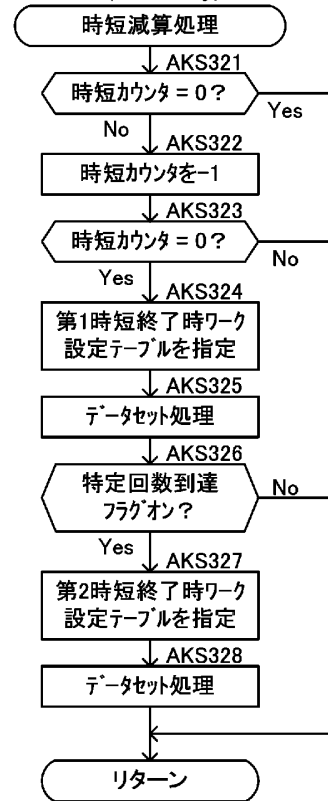 時短減算処理
AKS321
時短カウンタ = 0?
Yes
No
AKS322
時短カウンタを-1
AKS323
時短カウンタ = 0?
No
Yes
AKS324
第1時短終了時ワーク
設定テーブルを指定
AKS325
データセット処理
AKS326
特定回数到達
フラグオン?
No
Yes
AKS327
第2時短終了時ワーク
設定テーブルを指定
AKS328
データセット処理
リターン